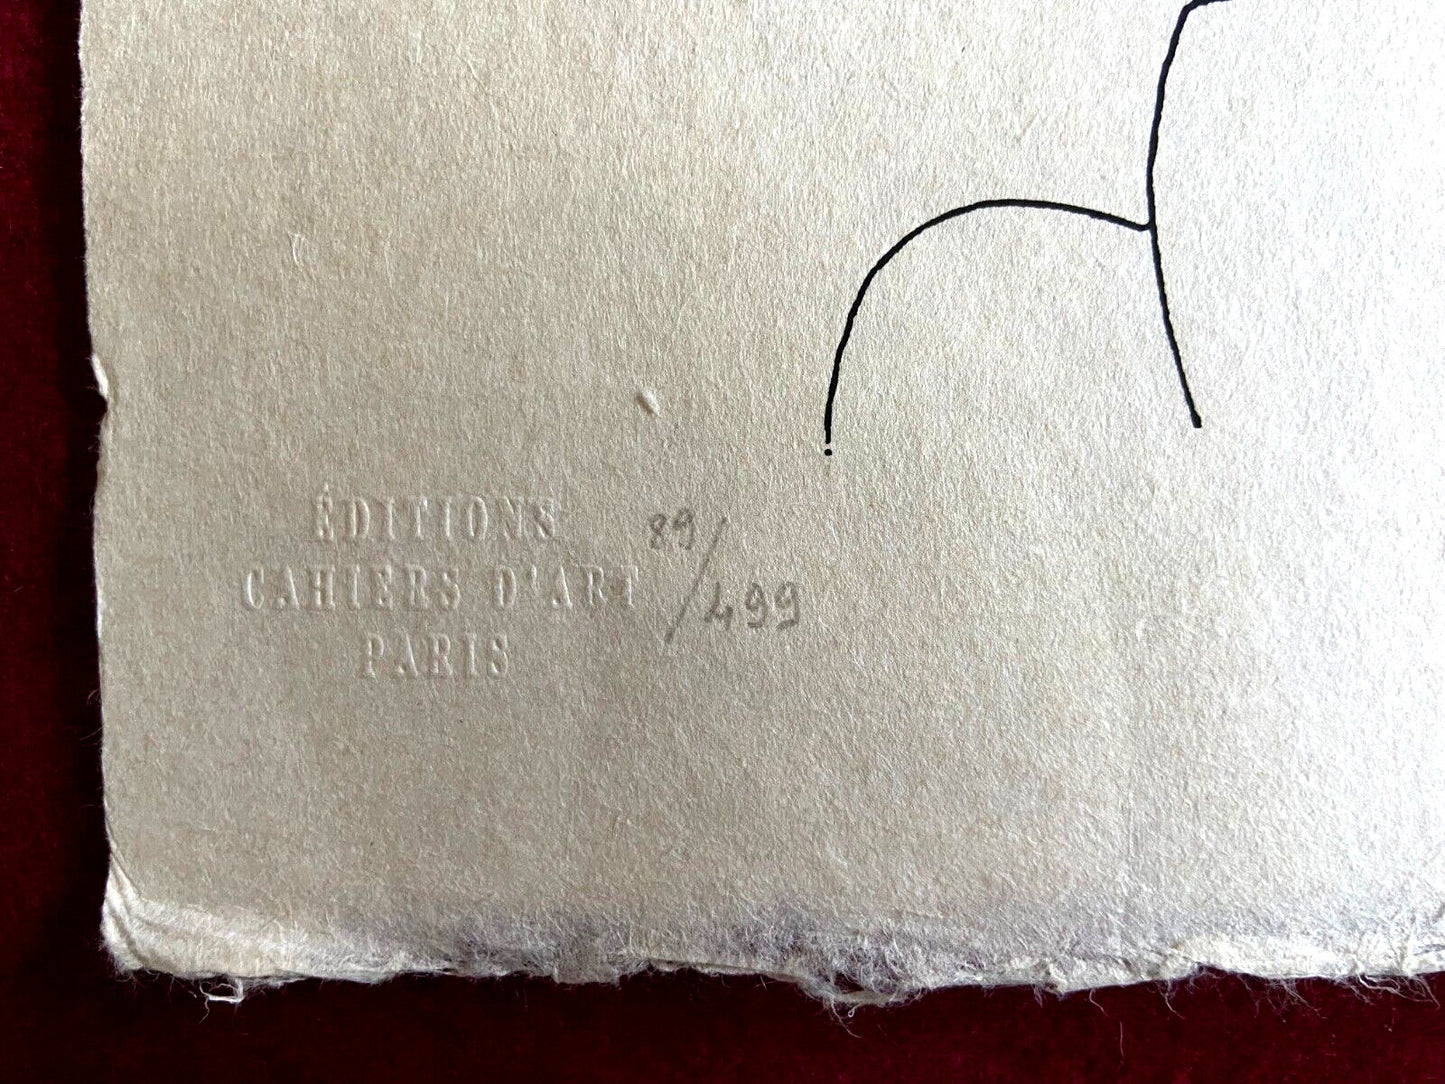 ÉDITIONS
CAHIERS D'ART
PARIS
89/499